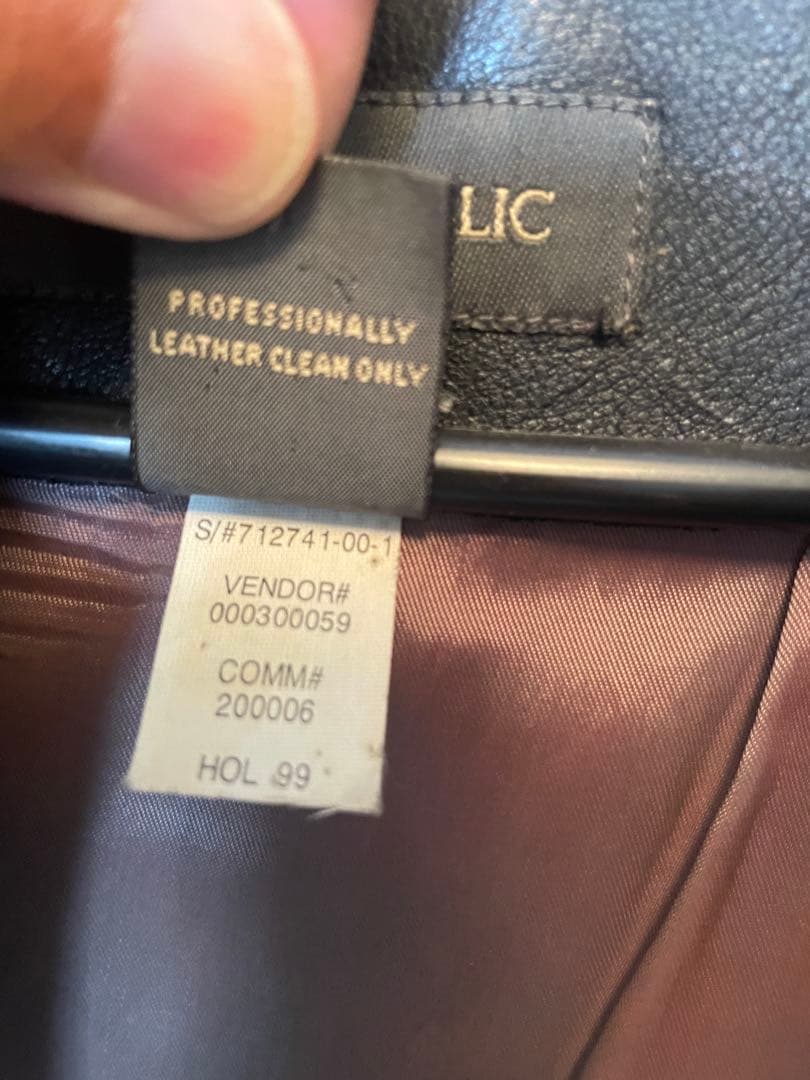 LIC
PROFESSIONALLY
LEATHER CLEAN ONLY
S/#712741-00-1
VENDOR#
000300059
COMM#
200006
HOL 99